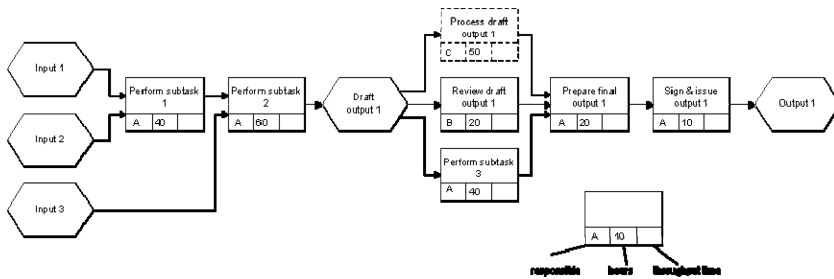 Process draft
output 1
C 50
Input 1
Perform subtask
1
A 40
Perform subtask
2
A 60
Draft
output 1
Review draft
output 1
B 20
Prepare final
output 1
A 20
Sign & issue
output 1
A 10
Output 1
Input 2
Perform subtask
3
A 40
Input 3
A 10
responsible hours throughput time